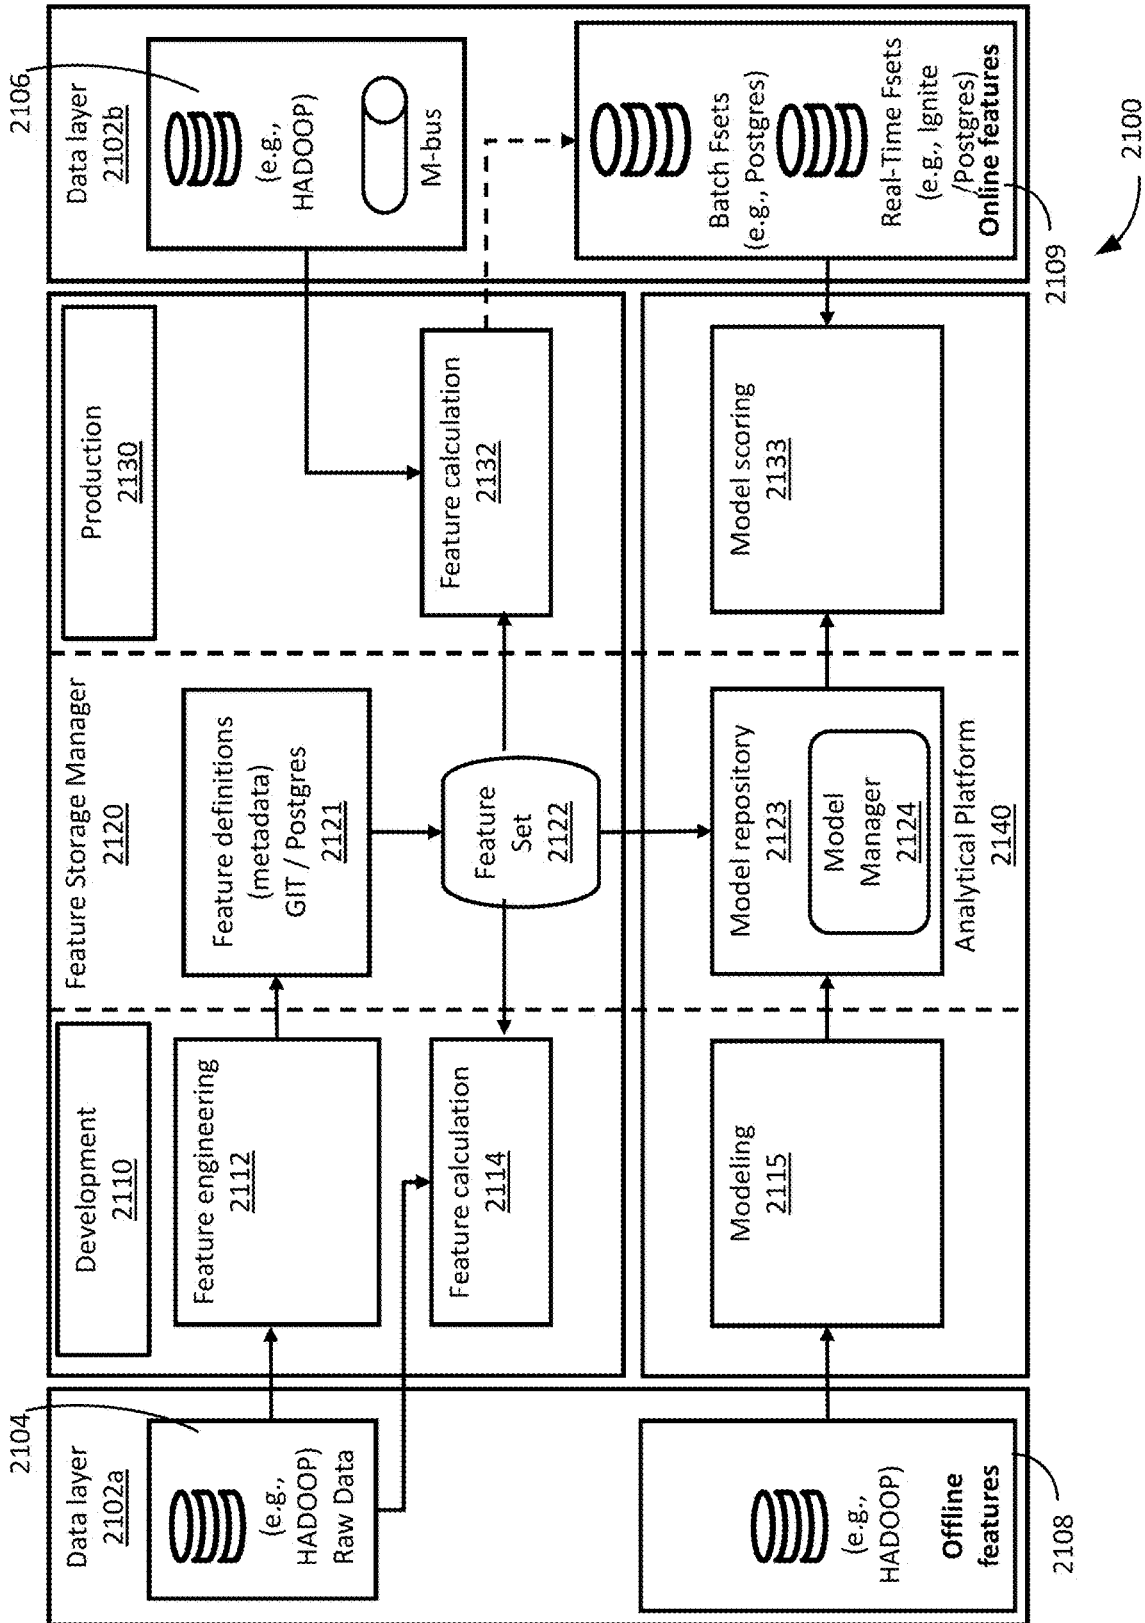 2104
Data layer
2102a
(e.g.,
HADOOP)
Raw Data
(e.g.,
HADOOP)
Offline
features
2108
Development
2110
Feature engineering
2112
Feature calculation
2114
Modeling
2115
Feature Storage Manager
2120
Feature definitions
(metadata)
GIT / Postgres
2121
Feature
Set
2122
Model repository
2123
Model
Manager
2124
Analytical Platform
2140
Production
2130
Feature calculation
2132
Model scoring
2133
2106
Data layer
2102b
(e.g.,
HADOOP)
M-bus
Batch Fsets
(e.g., Postgres)
Real-Time Fsets
(e.g., Ignite
/Postgres)
Online features
2109
2100